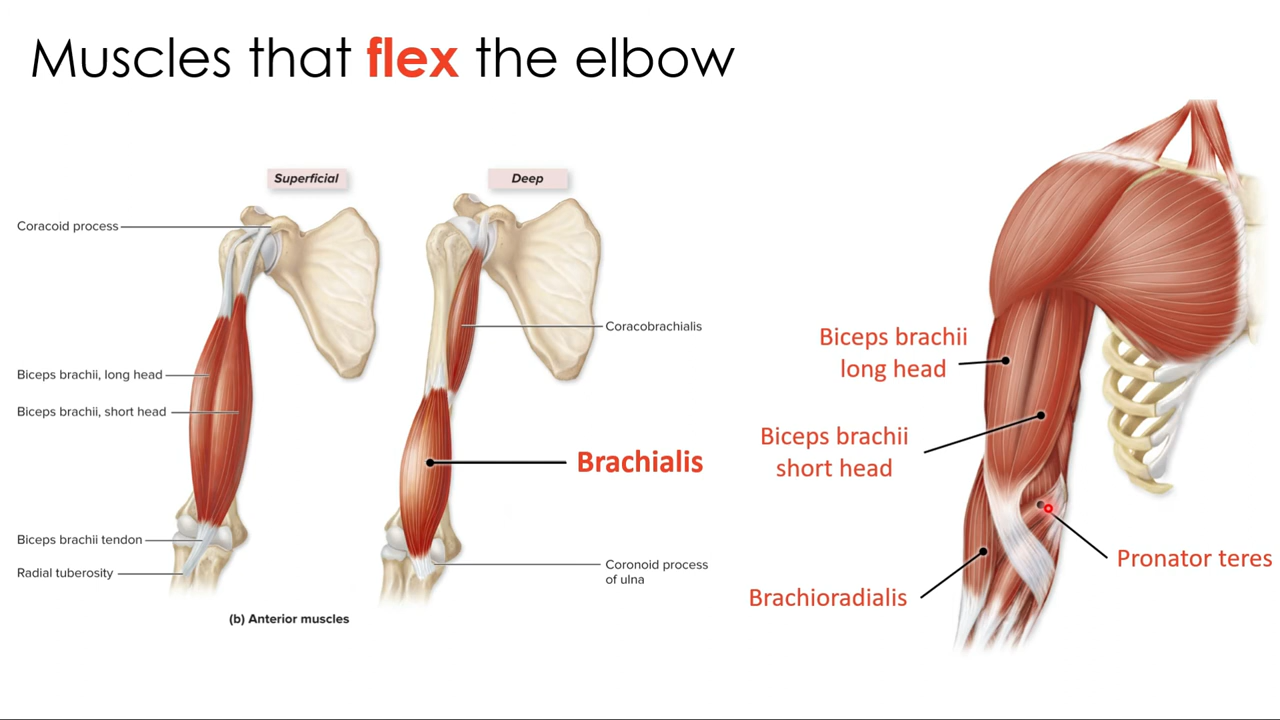 Muscles that flex the elbow
Superficial
Deep
Coracoid process
Coracobrachialis
Biceps brachii, long head
Biceps brachii, short head
Brachialis
Biceps brachii tendon
Radial tuberosity
Coronoid process
of ulna
(b) Anterior muscles
Biceps brachii
long head
Biceps brachii
short head
Pronator teres
Brachioradialis